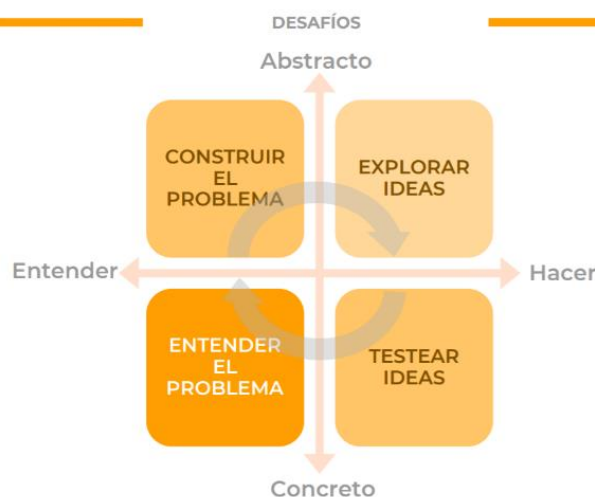 DESAFÍOS
Abstracto
CONSTRUIR
EL
PROBLEMA
EXPLORAR
IDEAS
Entender
Hacer
ENTENDER
EL
PROBLEMA
TESTEAR
IDEAS
Concreto